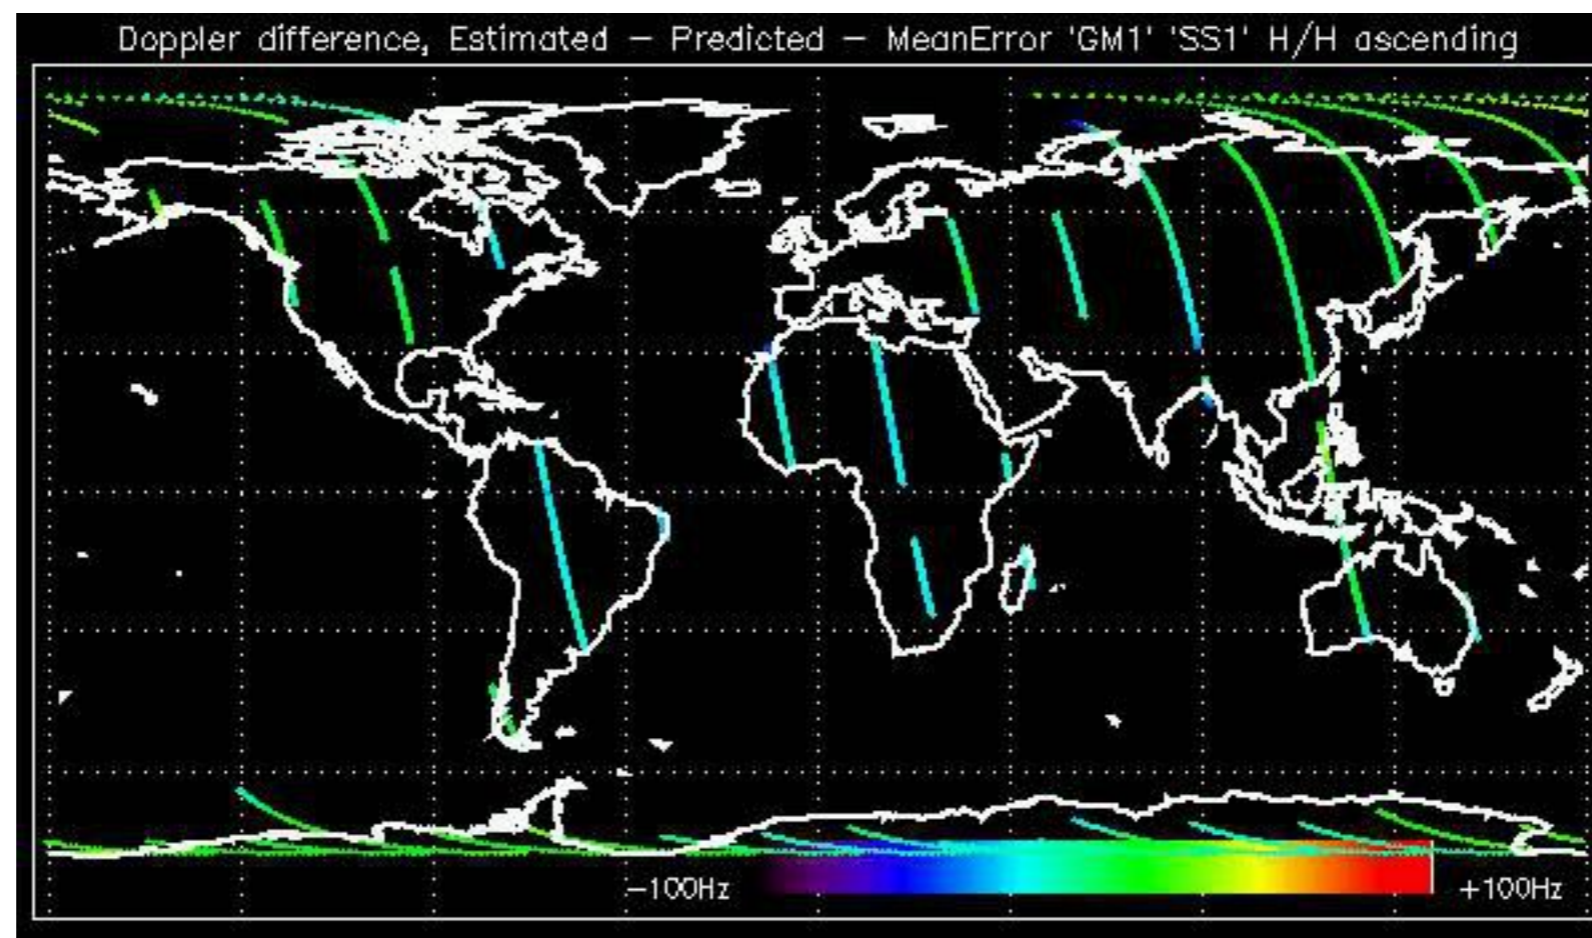 Doppler difference, Estimated – Predicted – MeanError 'GM1' 'SS1' H/H ascending
−100Hz
+100Hz